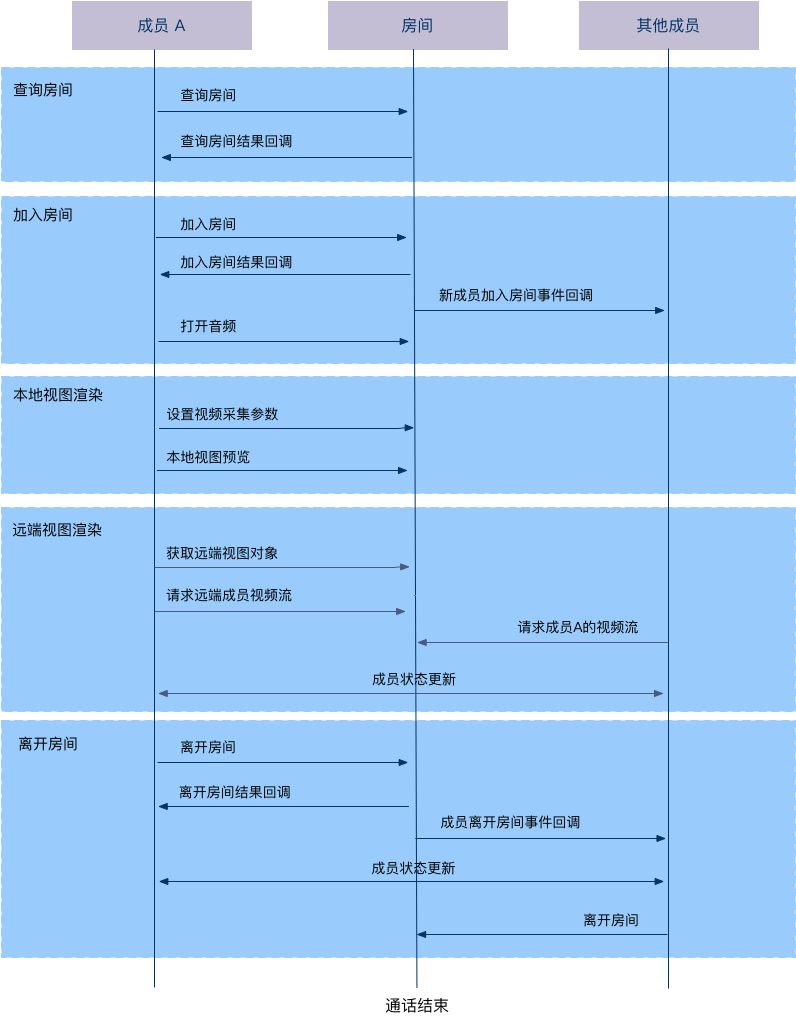 成员 A
房间
其他成员
查询房间
查询房间
查询房间结果回调
加入房间
加入房间
加入房间结果回调
新成员加入房间事件回调
打开音频
本地视图渲染
设置视频采集参数
本地视图预览
远端视图渲染
获取远端视图对象
请求远端成员视频流
请求成员A的视频流
成员状态更新
离开房间
离开房间
离开房间结果回调
成员离开房间事件回调
成员状态更新
离开房间
通话结束